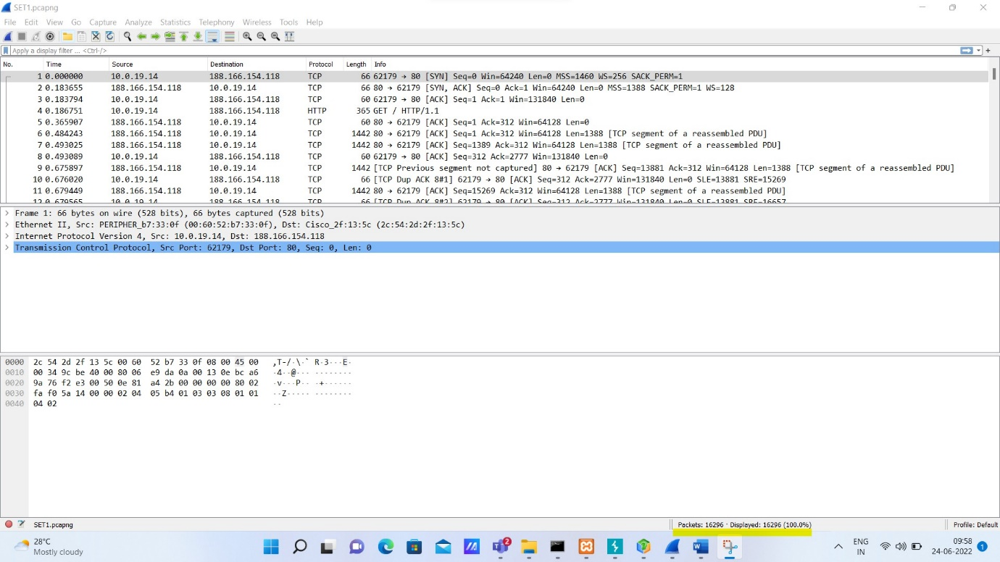 SET1.pcapng
File Edit View Go Capture Analyze Statistics Telephony Wireless Tools Help
Apply a display filter ... <Ctrl-/>
No. Time Source Destination Protocol Length Info
1 0.000000 10.0.19.14 188.166.154.118 TCP 66 62179 → 80 [SYN] Seq=0 Win=64240 Len=0 MSS=1460 WS=256 SACK_PERM=1
2 0.183655 188.166.154.118 10.0.19.14 TCP 66 80 → 62179 [SYN, ACK] Seq=0 Ack=1 Win=64240 Len=0 MSS=1388 SACK_PERM=1 WS=128
3 0.183794 10.0.19.14 188.166.154.118 TCP 60 62179 → 80 [ACK] Seq=1 Ack=1 Win=131840 Len=0
4 0.186751 10.0.19.14 188.166.154.118 HTTP 365 GET / HTTP/1.1
5 0.365907 188.166.154.118 10.0.19.14 TCP 60 80 → 62179 [ACK] Seq=1 Ack=312 Win=64128 Len=0
6 0.484243 188.166.154.118 10.0.19.14 TCP 1442 80 → 62179 [ACK] Seq=1 Ack=312 Win=64128 Len=1388 [TCP segment of a reassembled PDU]
7 0.493025 188.166.154.118 10.0.19.14 TCP 1442 80 → 62179 [ACK] Seq=1389 Ack=312 Win=64128 Len=1388 [TCP segment of a reassembled PDU]
8 0.493089 10.0.19.14 188.166.154.118 TCP 60 62179 → 80 [ACK] Seq=312 Ack=2777 Win=131840 Len=0
9 0.675897 188.166.154.118 10.0.19.14 TCP 1442 [TCP Previous segment not captured] 80 → 62179 [ACK] Seq=13881 Ack=312 Win=64128 Len=1388 [TCP segment of a reassembled PDU]
10 0.676020 10.0.19.14 188.166.154.118 TCP 66 [TCP Dup ACK 8#1] 62179 → 80 [ACK] Seq=312 Ack=2777 Win=131840 Len=0 SLE=13881 SRE=15269
11 0.679449 188.166.154.118 10.0.19.14 TCP 1442 80 → 62179 [ACK] Seq=15269 Ack=312 Win=64128 Len=1388 [TCP segment of a reassembled PDU]
12 0.679565 10.0.19.14 188.166.154.118 TCP 66 [TCP Dup ACK 8#2] 62179 → 80 [ACK] Seq=312 Ack=2777 Win=131840 Len=0 SLE=13881 SRE=16657
Frame 1: 66 bytes on wire (528 bits), 66 bytes captured (528 bits)
Ethernet II, Src: PERIPHER_b7:33:0f (00:60:52:b7:33:0f), Dst: Cisco_2f:13:5c (2c:54:2d:2f:13:5c)
Internet Protocol Version 4, Src: 10.0.19.14, Dst: 188.166.154.118
Transmission Control Protocol, Src Port: 62179, Dst Port: 80, Seq: 0, Len: 0
0000 2c 54 2d 2f 13 5c 00 60 52 b7 33 0f 08 00 45 00 ,T-/·\·` R·3···E·
0010 00 34 9c be 40 00 80 06 e9 da 0a 00 13 0e bc a6 ·4··@··· ········
0020 9a 76 f2 e3 00 50 0e 81 a4 2b 00 00 00 00 80 02 ·v···P·· ·+······
0030 fa f0 5a 14 00 00 02 04 05 b4 01 03 03 08 01 01 ··Z····· ········
0040 04 02 ··
SET1.pcapng Packets: 16296 · Displayed: 16296 (100.0%) Profile: Default
28°C
Mostly cloudy
2
ENG
IN
09:58
24-06-2022
1